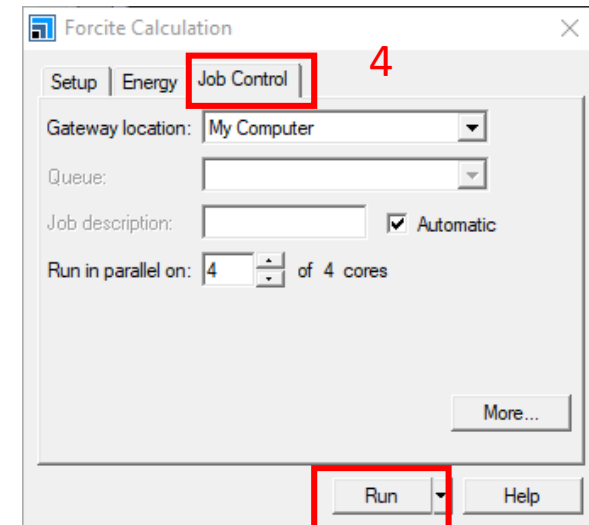 Forcite Calculation
4
Setup Energy Job Control
Gateway location: My Computer
Queue:
Job description: Automatic
Run in parallel on: 4 of 4 cores
More...
Run Help